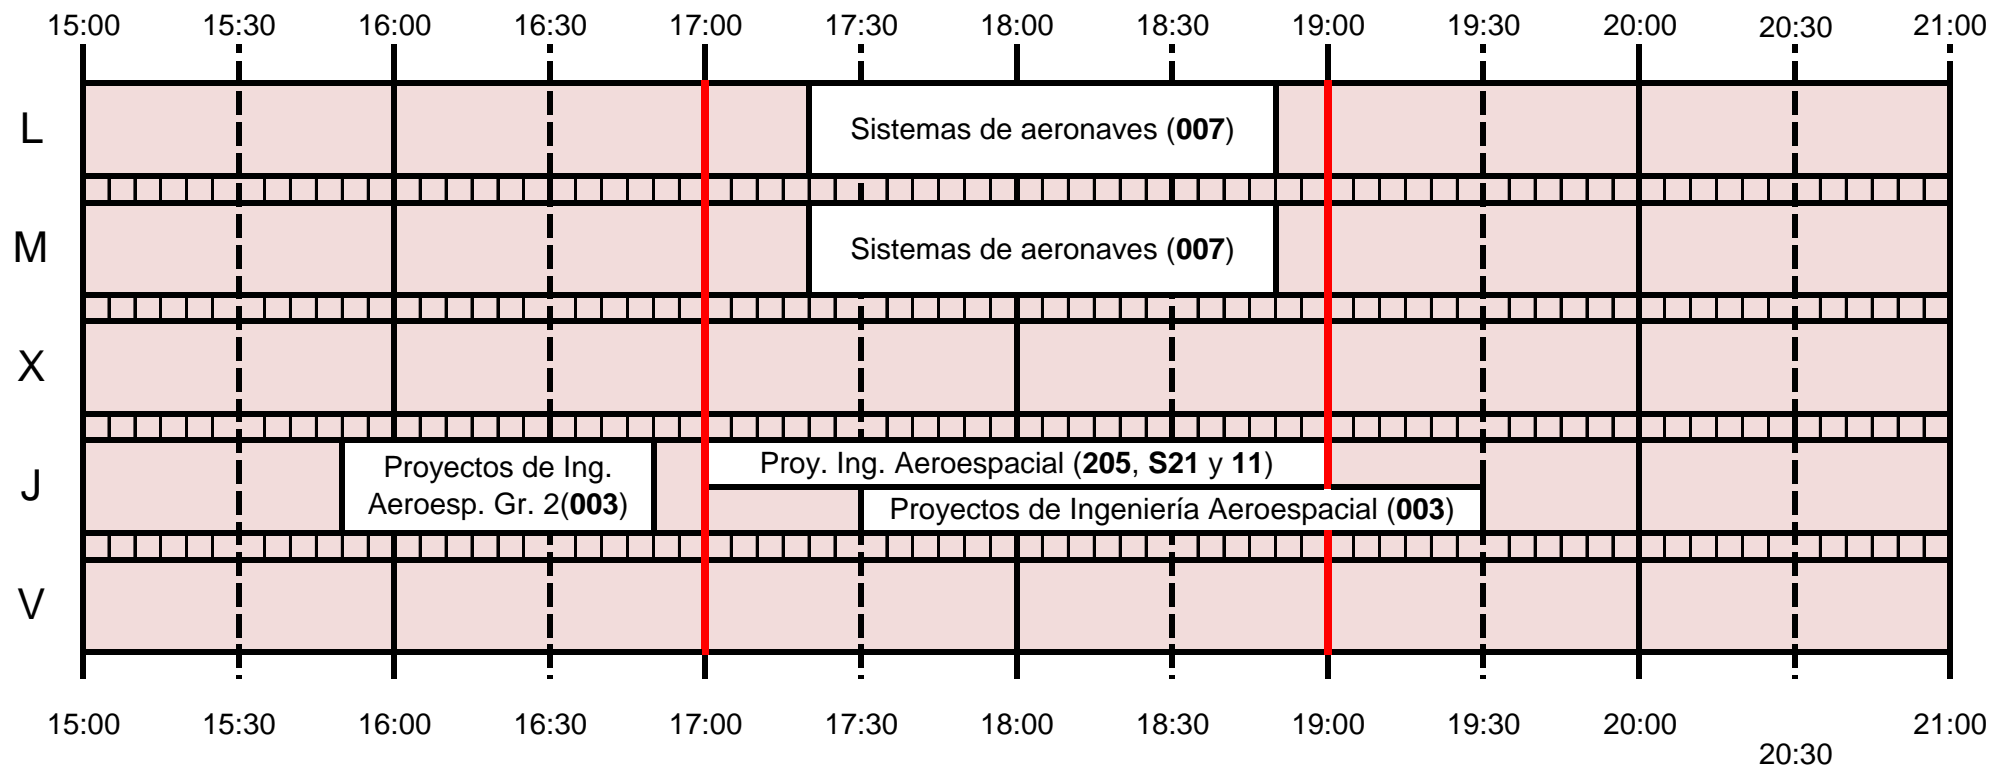 15:00 15:30 16:00 16:30 17:00 17:30 18:00 18:30 19:00 19:30 20:00 20:30 21:00
L
Sistemas de aeronaves (007)
M
Sistemas de aeronaves (007)
X
J
Proyectos de Ing.
Aeroesp. Gr. 2(003)
Proy. Ing. Aeroespacial (205, S21 y 11)
Proyectos de Ingeniería Aeroespacial (003)
V
15:00 15:30 16:00 16:30 17:00 17:30 18:00 18:30 19:00 19:30 20:00 21:00
20:30